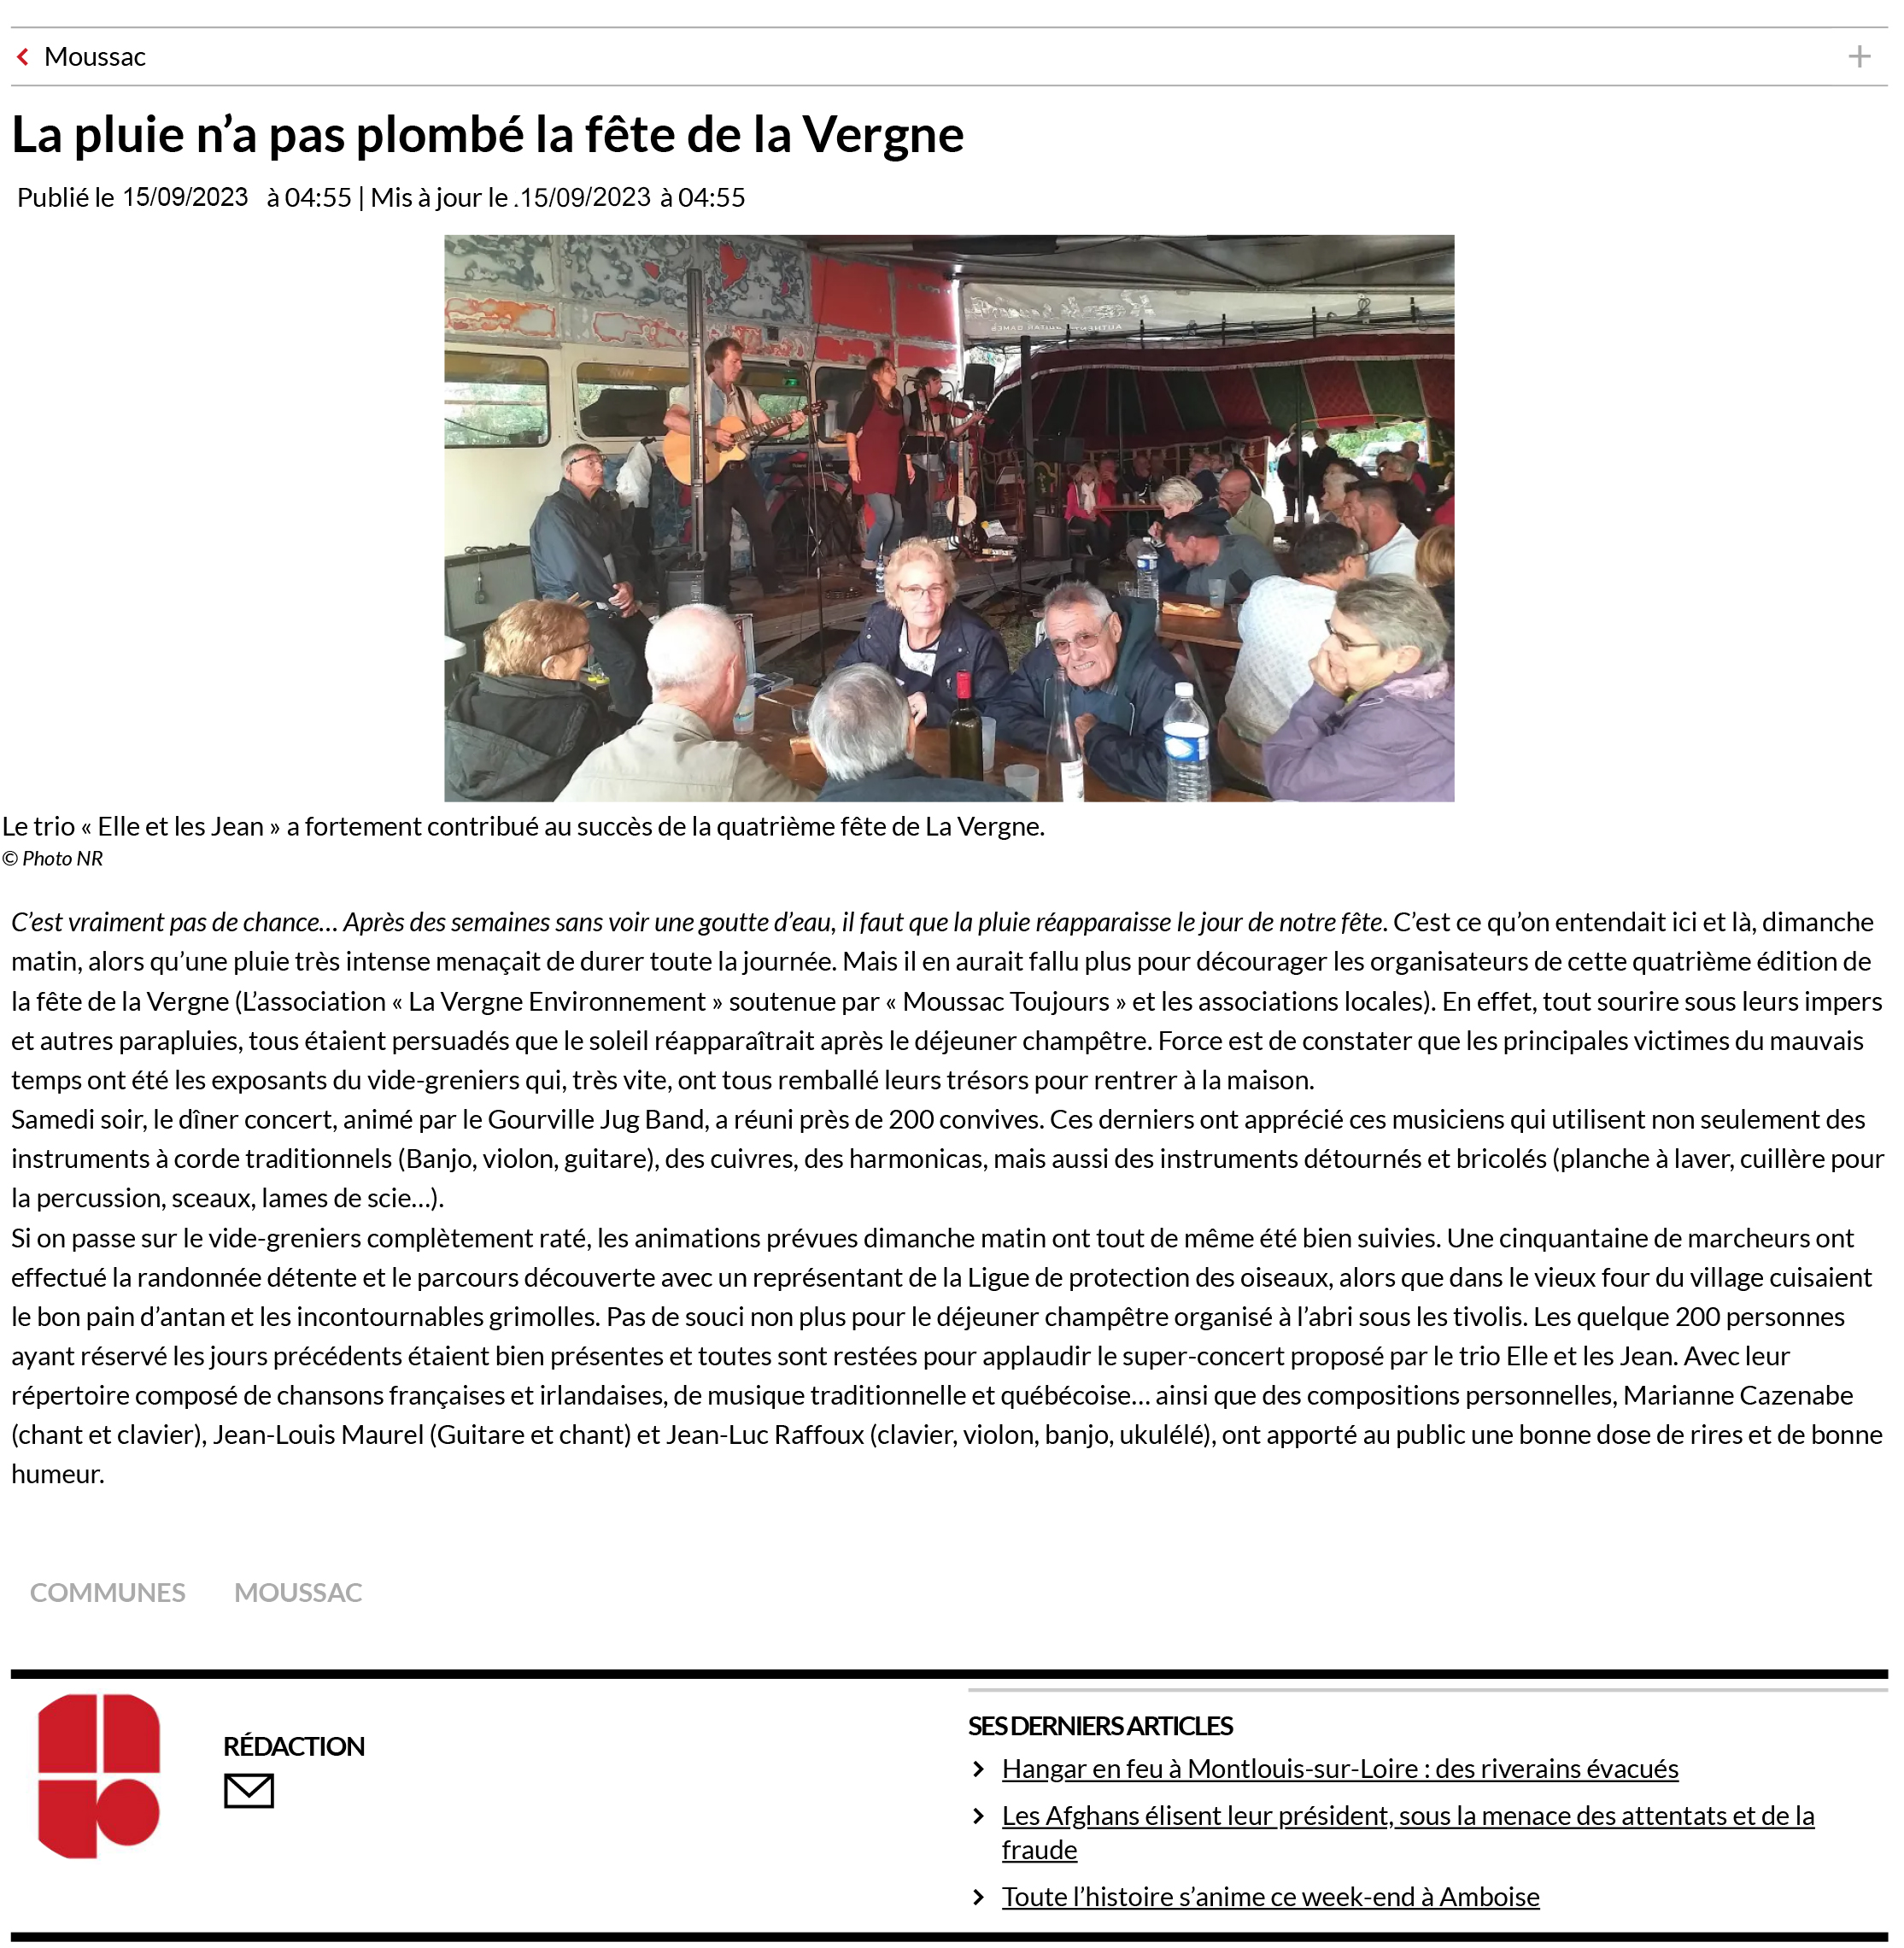 Moussac
La pluie n’a pas plombé la fête de la Vergne
Publié le 15/09/2023 à 04:55 | Mis à jour le .15/09/2023 à 04:55
Le trio « Elle et les Jean » a fortement contribué au succès de la quatrième fête de La Vergne.
© Photo NR
C’est vraiment pas de chance… Après des semaines sans voir une goutte d’eau, il faut que la pluie réapparaisse le jour de notre fête. C’est ce qu’on entendait ici et là, dimanche
matin, alors qu’une pluie très intense menaçait de durer toute la journée. Mais il en aurait fallu plus pour décourager les organisateurs de cette quatrième édition de
la fête de la Vergne (L’association « La Vergne Environnement » soutenue par « Moussac Toujours » et les associations locales). En effet, tout sourire sous leurs impers
et autres parapluies, tous étaient persuadés que le soleil réapparaîtrait après le déjeuner champêtre. Force est de constater que les principales victimes du mauvais
temps ont été les exposants du vide-greniers qui, très vite, ont tous remballé leurs trésors pour rentrer à la maison.
Samedi soir, le dîner concert, animé par le Gourville Jug Band, a réuni près de 200 convives. Ces derniers ont apprécié ces musiciens qui utilisent non seulement des
instruments à corde traditionnels (Banjo, violon, guitare), des cuivres, des harmonicas, mais aussi des instruments détournés et bricolés (planche à laver, cuillère pour
la percussion, sceaux, lames de scie…).
Si on passe sur le vide-greniers complètement raté, les animations prévues dimanche matin ont tout de même été bien suivies. Une cinquantaine de marcheurs ont
effectué la randonnée détente et le parcours découverte avec un représentant de la Ligue de protection des oiseaux, alors que dans le vieux four du village cuisaient
le bon pain d’antan et les incontournables grimolles. Pas de souci non plus pour le déjeuner champêtre organisé à l’abri sous les tivolis. Les quelque 200 personnes
ayant réservé les jours précédents étaient bien présentes et toutes sont restées pour applaudir le super-concert proposé par le trio Elle et les Jean. Avec leur
répertoire composé de chansons françaises et irlandaises, de musique traditionnelle et québécoise… ainsi que des compositions personnelles, Marianne Cazenabe
(chant et clavier), Jean-Louis Maurel (Guitare et chant) et Jean-Luc Raffoux (clavier, violon, banjo, ukulélé), ont apporté au public une bonne dose de rires et de bonne
humeur.
COMMUNES MOUSSAC
RÉDACTION
SES DERNIERS ARTICLES
Hangar en feu à Montlouis-sur-Loire : des riverains évacués
Les Afghans élisent leur président, sous la menace des attentats et de la
fraude
Toute l’histoire s’anime ce week-end à Amboise